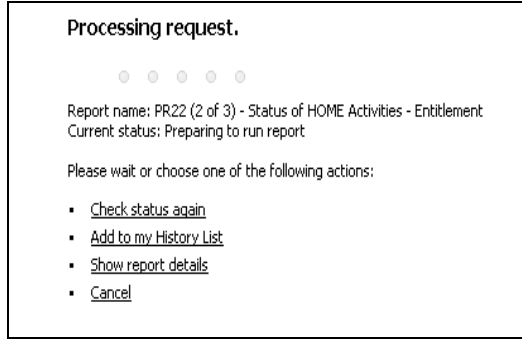 Processing request.
Report name: PR22 (2 of 3) - Status of HOME Activities - Entitlement
Current status: Preparing to run report
Please wait or choose one of the following actions:
Check status again
Add to my History List
Show report details
Cancel